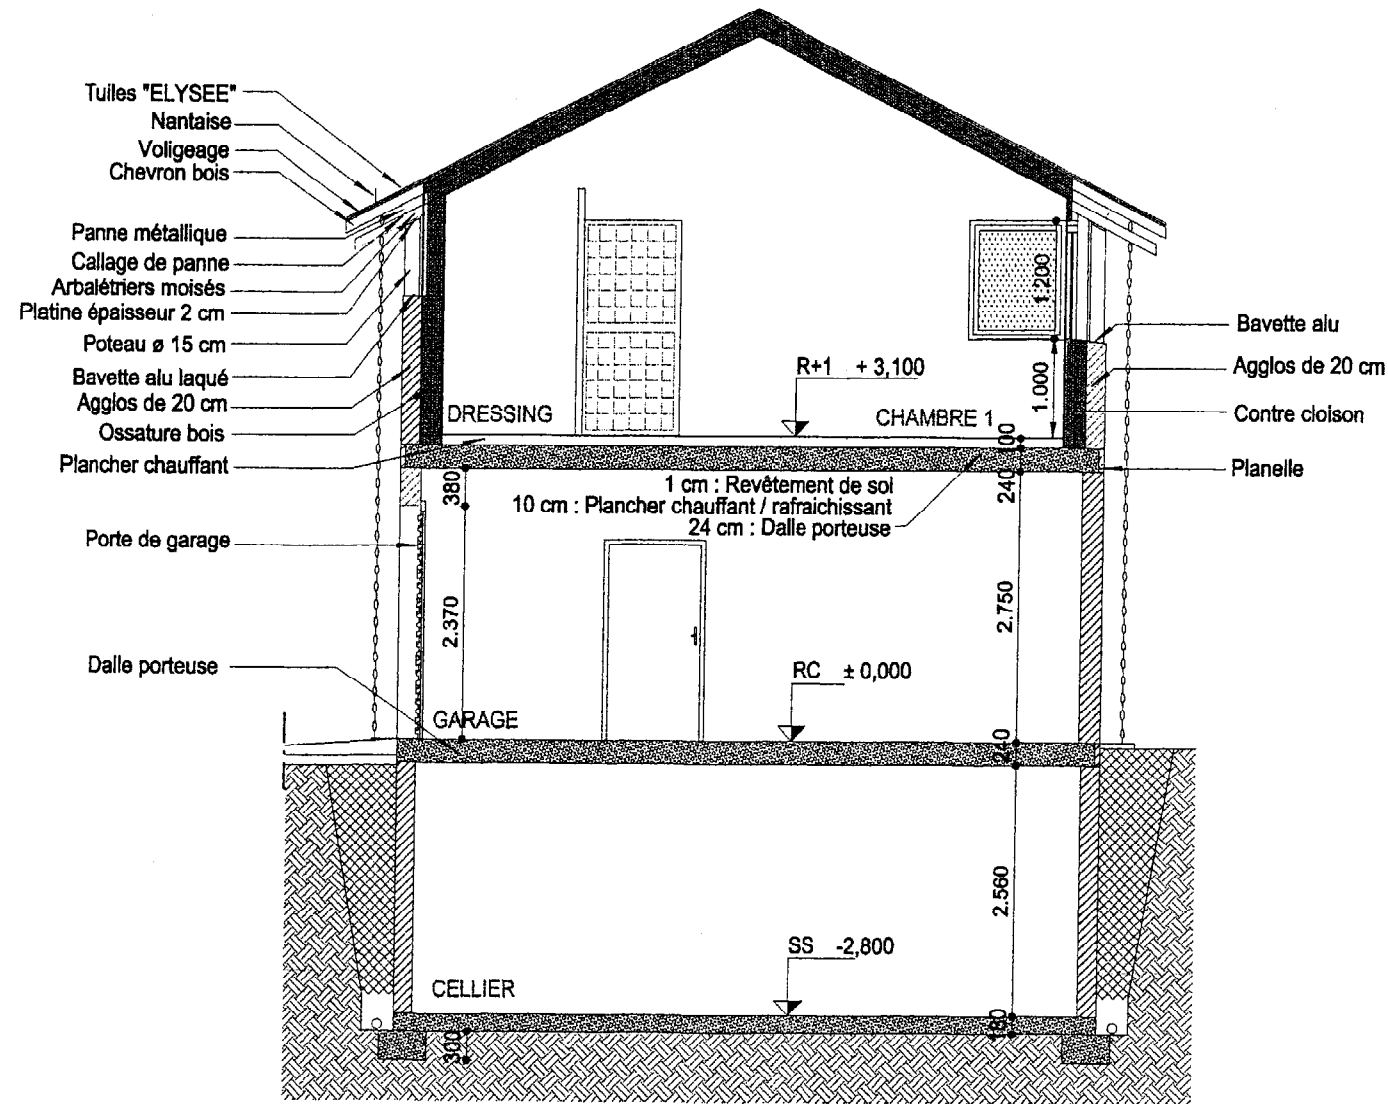 Tuiles "ELYSEE"
Nantaise
Voligeage
Chevron bois
Panne métallique
Callage de panne
Arbalétriers moisés
Platine épaisseur 2 cm
Poteau ø 15 cm
Bavette alu laqué
Agglos de 20 cm
Ossature bois
Plancher chauffant
Porte de garage
Dalle porteuse
1.200
Bavette alu
Agglos de 20 cm
Contre cloison
Planelle
R+1 + 3,100
1.000
DRESSING
CHAMBRE 1
100
240
380
1 cm : Revêtement de sol
10 cm : Plancher chauffant / rafraichissant
24 cm : Dalle porteuse
2.370
2.750
RC ± 0,000
GARAGE
240
2.560
SS -2,800
CELLIER
180
300